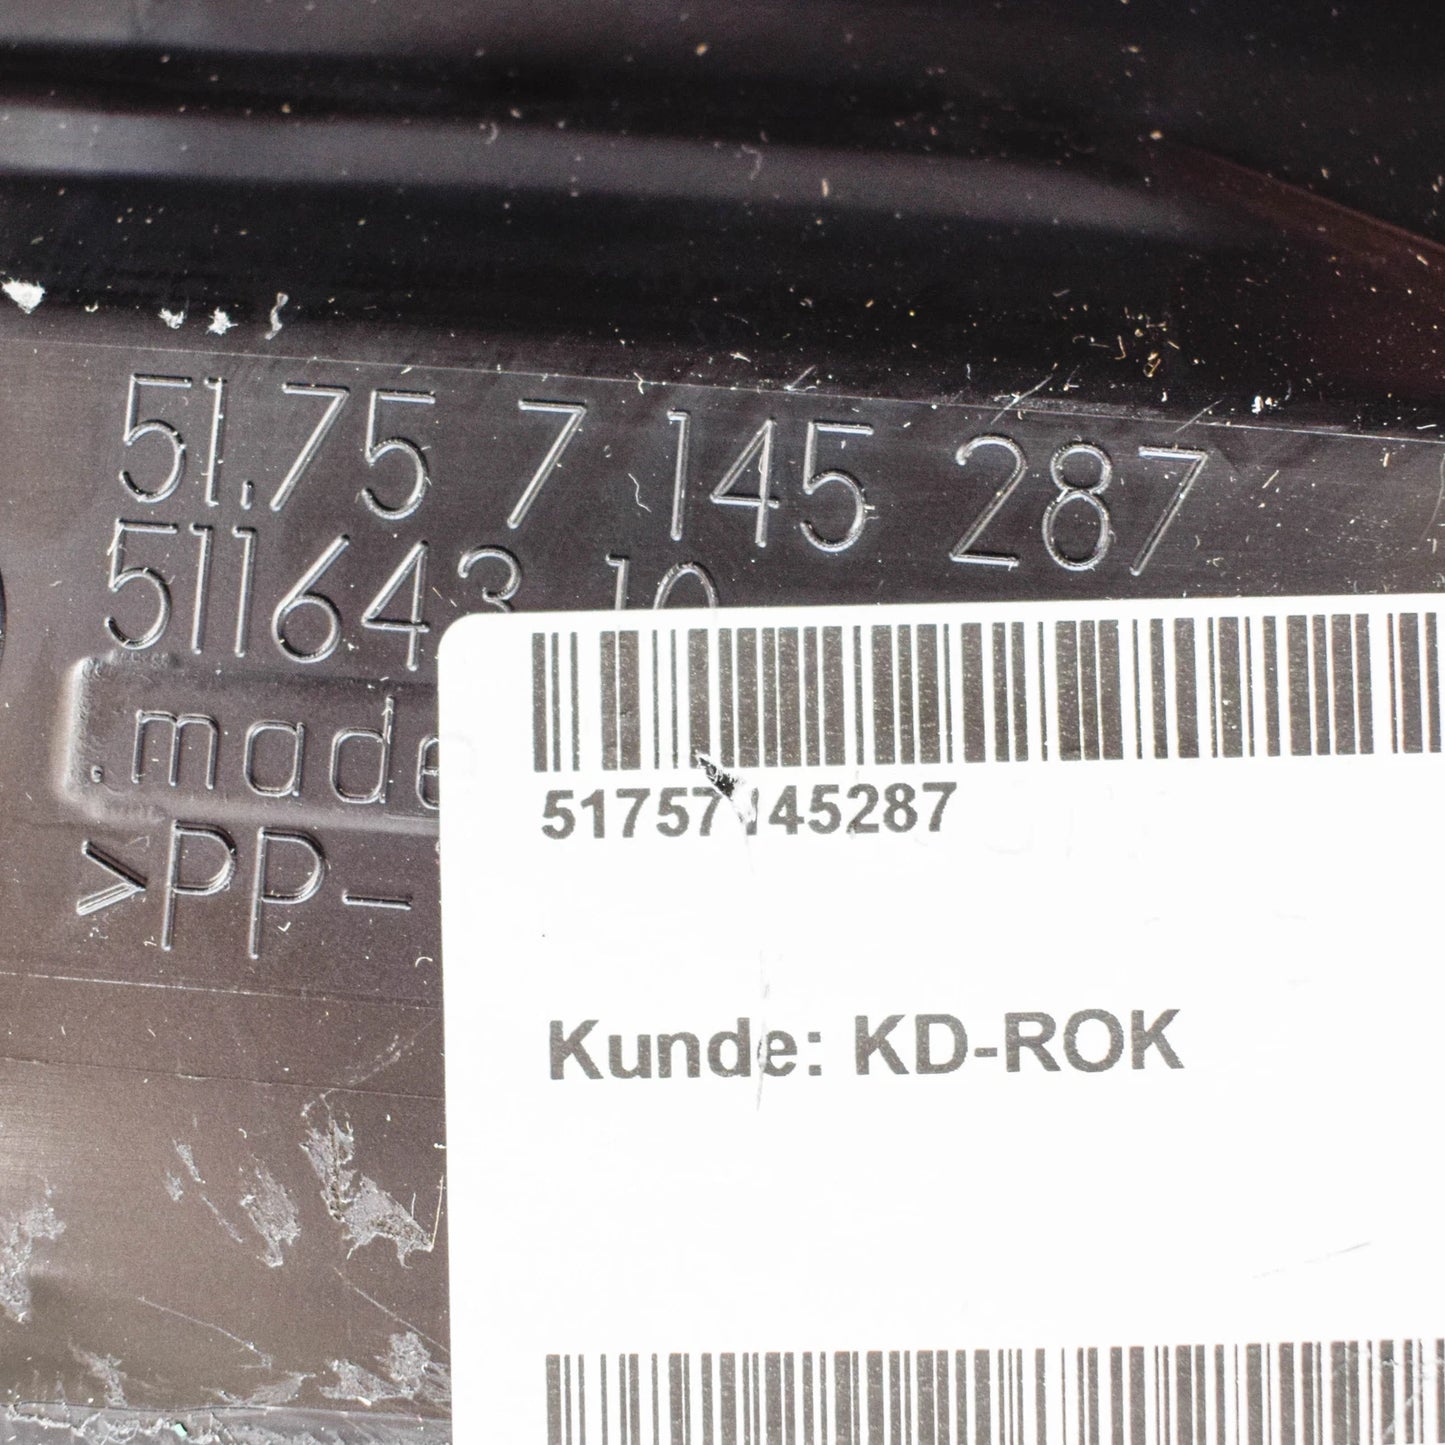 51.75 7 145 287
511643 10
.made
>PP-
51757145287
Kunde: KD-ROK